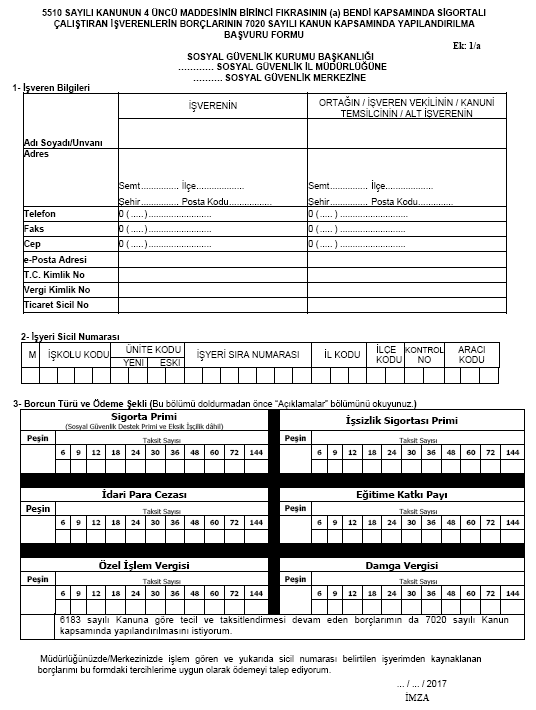 5510 SAYILI KANUNUN 4 ÜNCÜ MADDESİNİN BİRİNCİ FIKRASININ (a) BENDİ KAPSAMINDA SİGORTALI
ÇALIŞTIRAN İŞVERENLERİN BORÇLARININ 7020 SAYILI KANUN KAPSAMINDA YAPILANDIRILMA
BAŞVURU FORMU
Ek: 1/a
SOSYAL GÜVENLİK KURUMU BAŞKANLIĞI
............ SOSYAL GÜVENLİK İL MÜDÜRLÜĞÜNE
.......... SOSYAL GÜVENLİK MERKEZİNE
1- İşveren Bilgileri
İŞVERENİN
ORTAĞIN / İŞVEREN VEKİLİNİN / KANUNİ
TEMSİLCİNİN / ALT İŞVERENİN
Adı Soyadı/Unvanı
Adres
Semt.............. İlçe..................
Semt.............. İlçe..................
Şehir.............. Posta Kodu................
Şehir.............. Posta Kodu.............
Telefon 0 ( ..... ) ........................ 0 ( ..... ) ..........................
Faks 0 ( ..... ) ........................ 0 ( ..... ) .........................
Cep 0 ( ..... ) ........................ 0 ( ..... ) .........................
e-Posta Adresi
T.C. Kimlik No
Vergi Kimlik No
Ticaret Sicil No
2- İşyeri Sicil Numarası
M İŞKOLU KODU ÜNİTE KODU İŞYERİ SIRA NUMARASI İL KODU İLÇE KODU KONTROL NO ARACI KODU
YENİ ESKİ
3- Borcun Türü ve Ödeme Şekli (Bu bölümü doldurmadan önce "Açıklamalar" bölümünü okuyunuz.)
Sigorta Primi
(Sosyal Güvenlik Destek Primi ve Eksik İşçilik dâhil)
Peşin Taksit Sayısı
6 9 12 18 24 30 36 48 60 72 144
İşsizlik Sigortası Primi
Peşin Taksit Sayısı
6 9 12 18 24 30 36 48 60 72 144
İdari Para Cezası
Peşin Taksit Sayısı
6 9 12 18 24 30 36 48 60 72 144
Eğitime Katkı Payı
Peşin Taksit Sayısı
6 9 12 18 24 30 36 48 60 72 144
Özel İşlem Vergisi
Peşin Taksit Sayısı
6 9 12 18 24 30 36 48 60 72 144
Damga Vergisi
Peşin Taksit Sayısı
6 9 12 18 24 30 36 48 60 72 144
6183 sayılı Kanuna göre tecil ve taksitlendirmesi devam eden borçlarımın da 7020 sayılı Kanun
kapsamında yapılandırılmasını istiyorum.
Müdürlüğünüzde/Merkezinizde işlem gören ve yukarıda sicil numarası belirtilen işyerimden kaynaklanan
borçlarımı bu formdaki tercihlerime uygun olarak ödemeyi talep ediyorum.
... / ... / 2017
İMZA